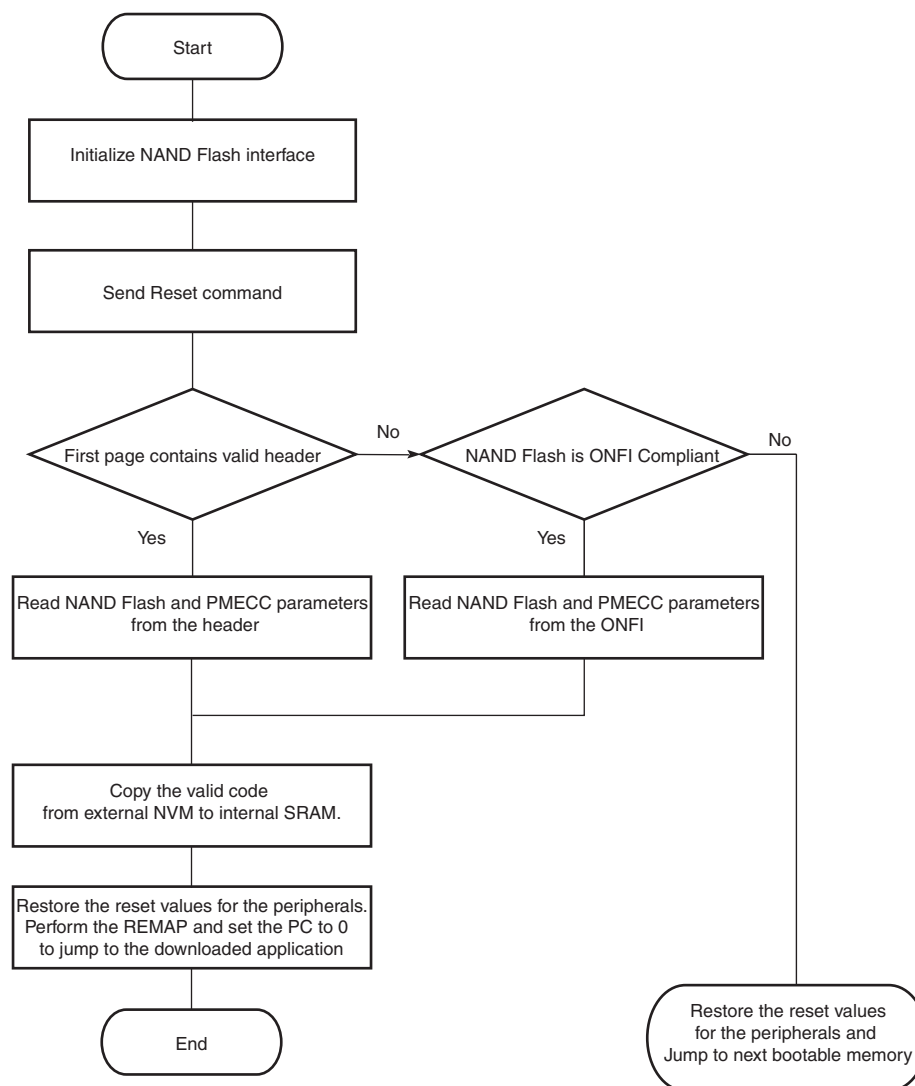 Start
Initialize NAND Flash interface
Send Reset command
First page contains valid header
No
NAND Flash is ONFI Compliant
No
Yes
Yes
Read NAND Flash and PMECC parameters
from the header
Read NAND Flash and PMECC parameters
from the ONFI
Copy the valid code
from external NVM to internal SRAM.
Restore the reset values for the peripherals.
Perform the REMAP and set the PC to 0
to jump to the downloaded application
End
Restore the reset values
for the peripherals and
Jump to next bootable memory